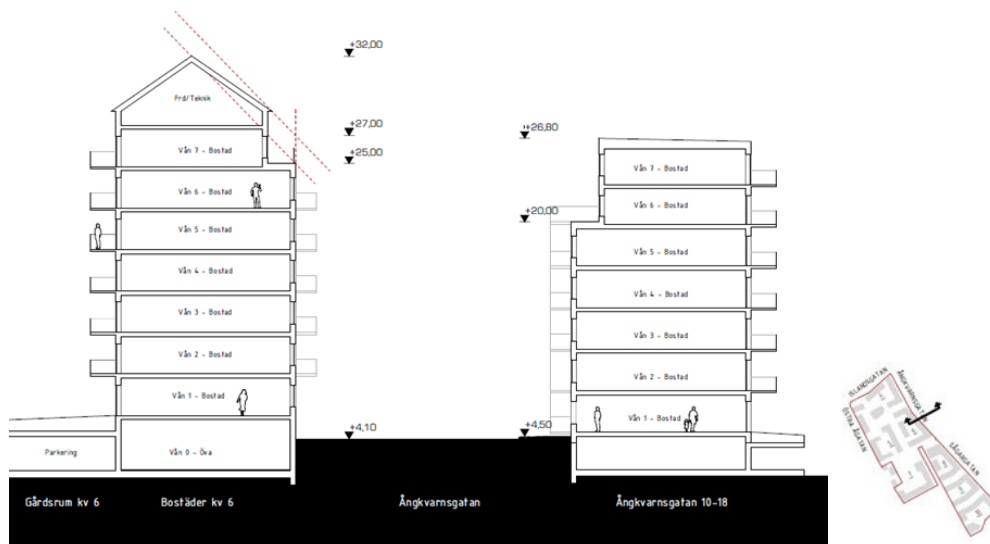 +32,00
Frd/Teknik
+27,00
+26,80
Vån 7 - Bostad
+25,00
Vån 7 - Bostad
Vån 6 - Bostad
Vån 6 - Bostad
+20,00
Vån 5 - Bostad
Vån 5 - Bostad
Vån 4 - Bostad
Vån 4 - Bostad
Vån 3 - Bostad
Vån 3 - Bostad
Vån 2 - Bostad
Vån 2 - Bostad
Vån 1 - Bostad
Vån 1 - Bostad
+4,10
+4,50
Parkering
Vån 0 - Öva
Gårdsrum kv 6
Bostäder kv 6
Ångkvarnsgatan
Ångkvarnsgatan 10-18
ISLANDSGATAN
ÅNGKVARNSGATAN
ÖSTRA ÅGATAN
SÅGARGATAN